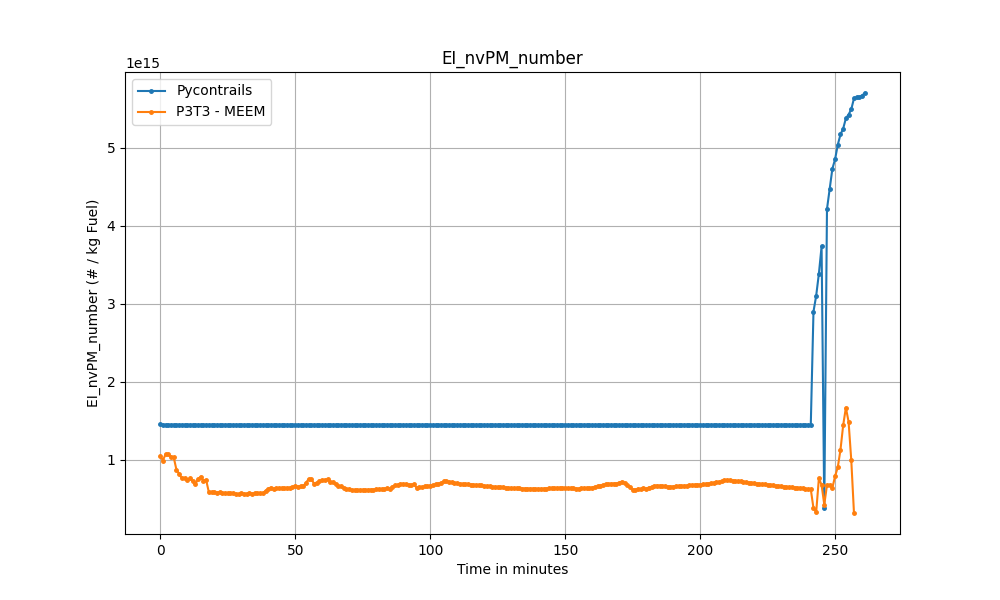 EI_nvPM_number
1e15
Pycontrails
P3T3 - MEEM
5
4
3
2
1
EI_nvPM_number (# / kg Fuel)
0 50 100 150 200 250
Time in minutes